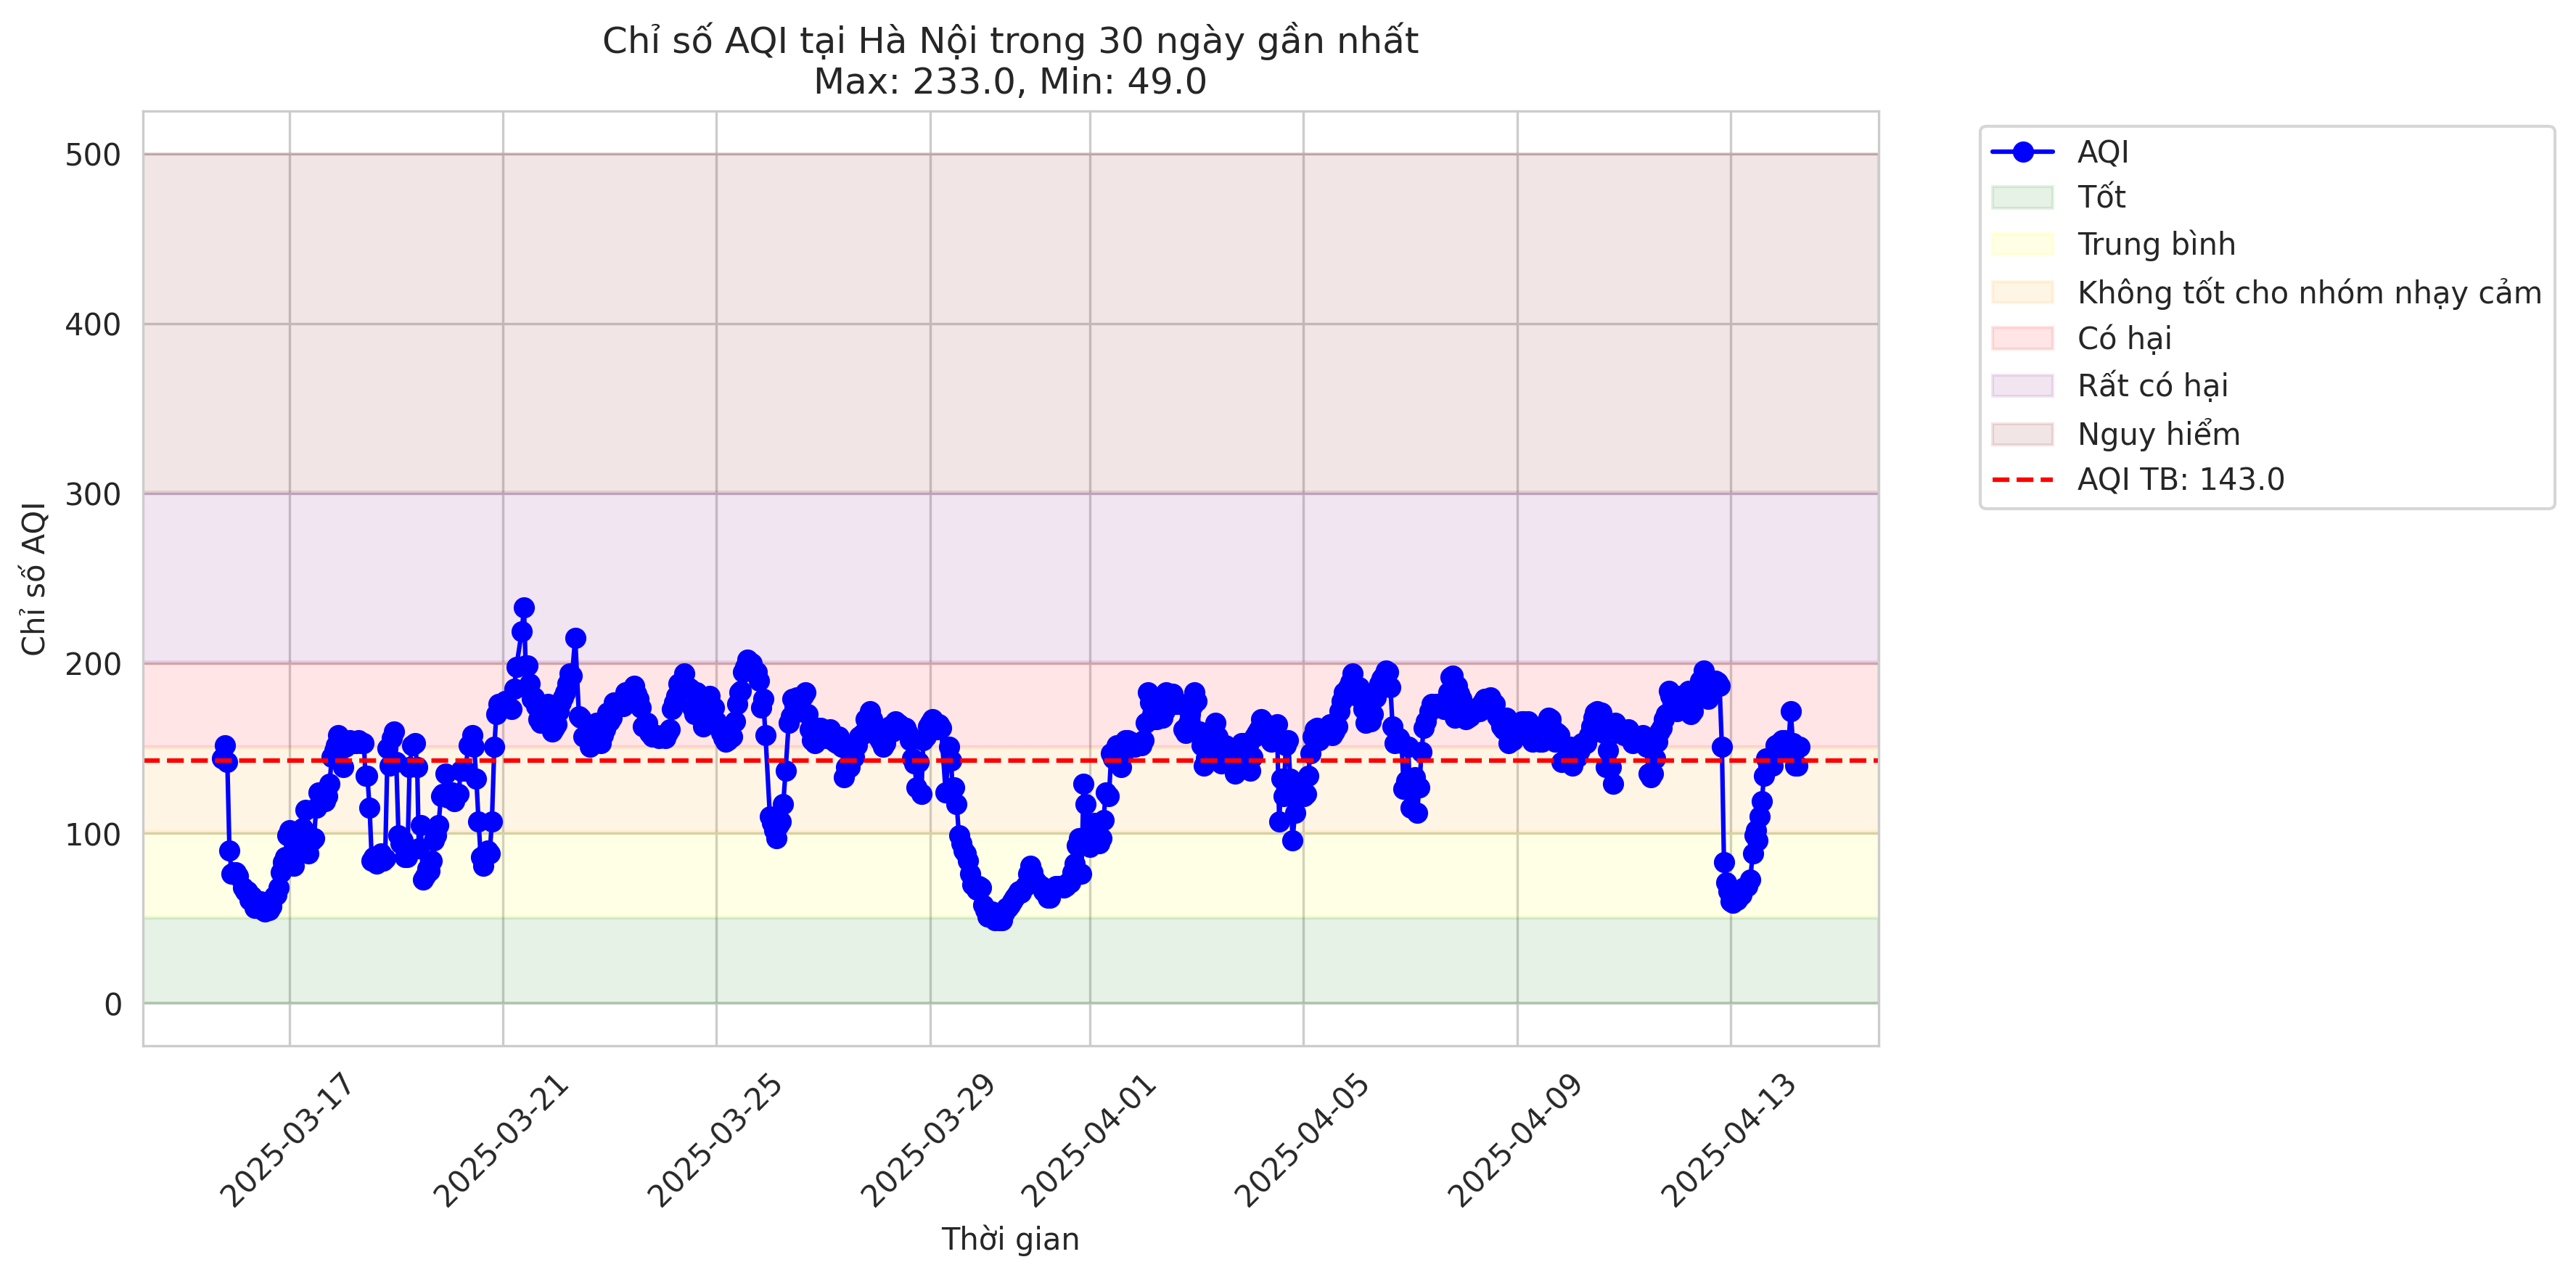 Chỉ số AQI tại Hà Nội trong 30 ngày gần nhất
Max: 233.0, Min: 49.0
Chỉ số AQI
500
400
300
200
100
0
2025-03-17
2025-03-21
2025-03-25
2025-03-29
2025-04-01
2025-04-05
2025-04-09
2025-04-13
Thời gian
AQI
Tốt
Trung bình
Không tốt cho nhóm nhạy cảm
Có hại
Rất có hại
Nguy hiểm
AQI TB: 143.0